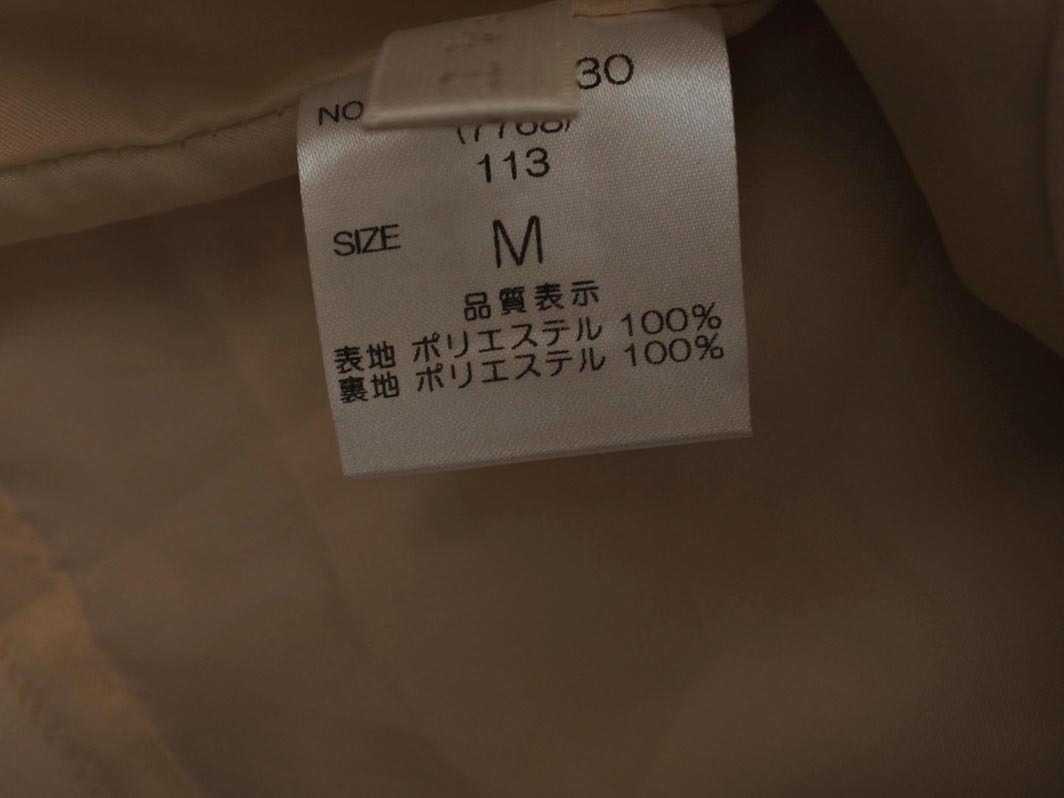 NO 30
(7768)
113
SIZE M
品質表示
表地 ポリエステル 100%
裏地 ポリエステル 100%